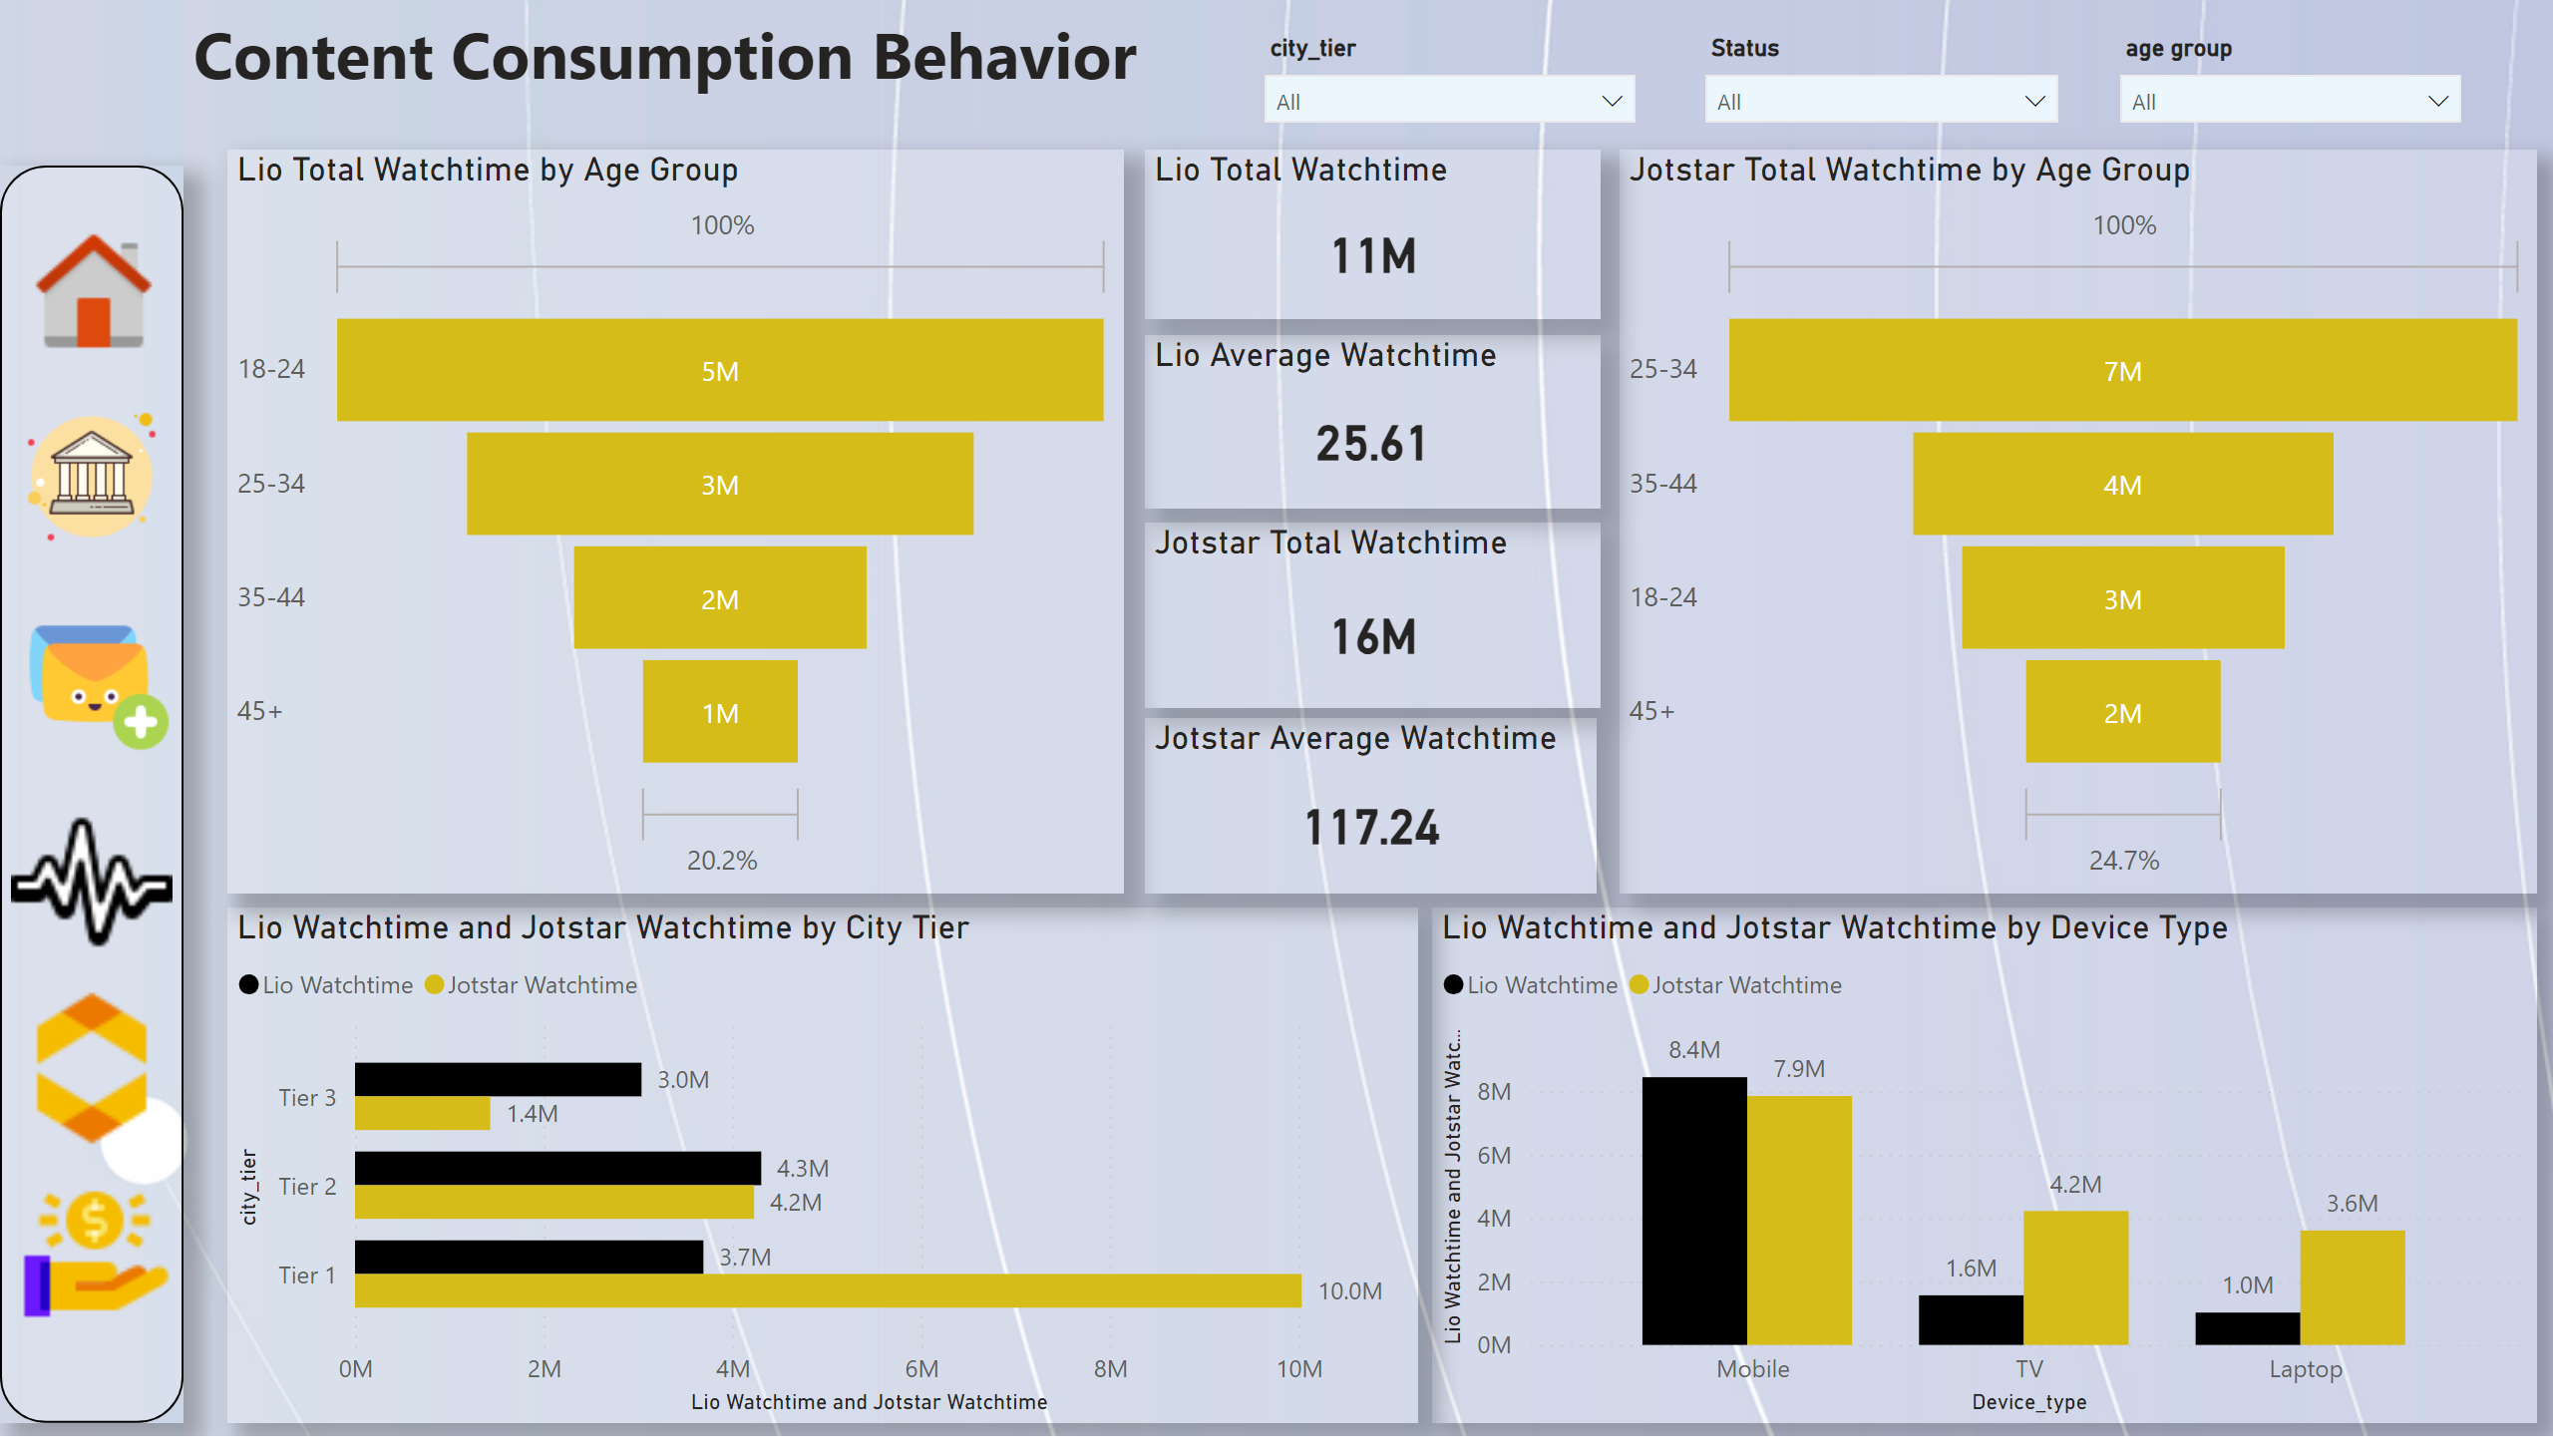 Content Consumption Behavior
city_tier
All
Status
All
age group
All
Lio Total Watchtime by Age Group
100%
18-24
5M
25-34
3M
35-44
2M
45+
1M
20.2%
Lio Total Watchtime
11M
Lio Average Watchtime
25.61
Jotstar Total Watchtime
16M
Jotstar Average Watchtime
117.24
Jotstar Total Watchtime by Age Group
100%
25-34
7M
35-44
4M
18-24
3M
45+
2M
24.7%
Lio Watchtime and Jotstar Watchtime by City Tier
Lio Watchtime Jotstar Watchtime
city_tier
Tier 3
3.0M
1.4M
Tier 2
4.3M
4.2M
Tier 1
3.7M
10.0M
0M 2M 4M 6M 8M 10M
Lio Watchtime and Jotstar Watchtime
Lio Watchtime and Jotstar Watchtime by Device Type
Lio Watchtime Jotstar Watchtime
Lio Watchtime and Jotstar Watc...
8M
6M
4M
2M
0M
8.4M
7.9M
1.6M
4.2M
1.0M
3.6M
Mobile TV Laptop
Device_type
$